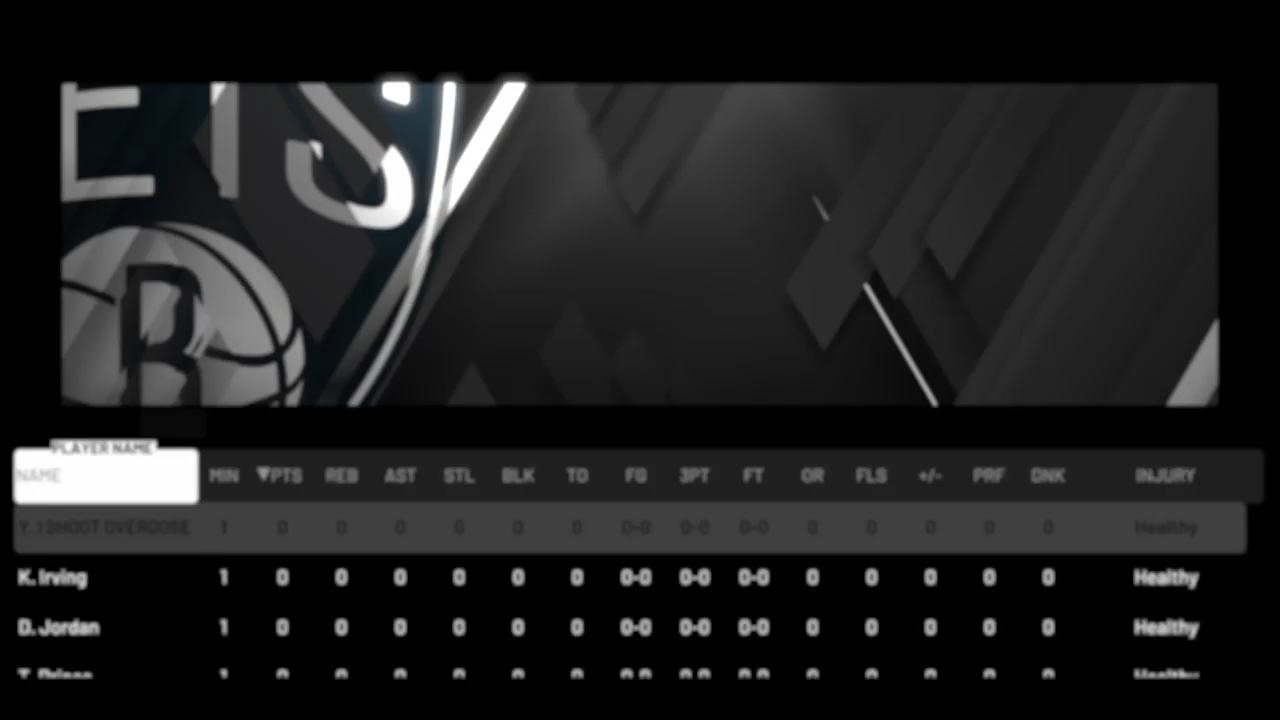 ETS
B
PLAYER NAME
NAME MIN ▼PTS REB AST STL BLK TO FG 3PT FT OR FLS +/- PRF DNK INJURY
Y. I SHOOT OVERDOSE 1 0 0 0 0 0 0 0-0 0-0 0-0 0 0 0 0 0 Healthy
K. Irving 1 0 0 0 0 0 0 0-0 0-0 0-0 0 0 0 0 0 Healthy
D. Jordan 1 0 0 0 0 0 0 0-0 0-0 0-0 0 0 0 0 0 Healthy